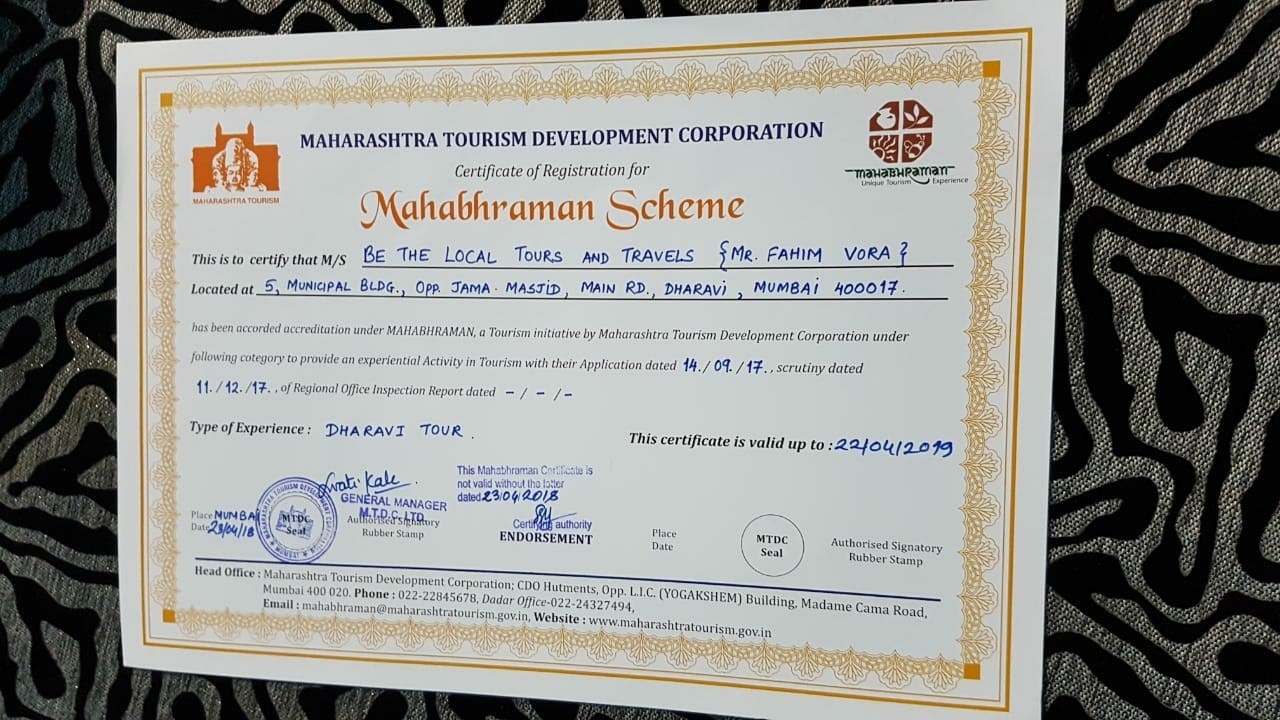 MAHARASHTRA TOURISM DEVELOPMENT CORPORATION
MAHARASHTRA TOURISM
MAHABHRAMAN
Unique Tourism Experience
Certificate of Registration for
Mahabhraman Scheme
This is to certify that M/S BE THE LOCAL TOURS AND TRAVELS {MR. FAHIM VORA}
Located at 5, MUNICIPAL BLDG., OPP. JAMA. MASJID, MAIN RD., DHARAVI, MUMBAI 400017.
has been accorded accreditation under MAHABHRAMAN, a Tourism initiative by Maharashtra Tourism Development Corporation under
following category to provide an experiential Activity in Tourism with their Application dated 14./09./17., scrutiny dated
11./12./17., of Regional Office Inspection Report dated - / - / -
Type of Experience : DHARAVI TOUR.
This certificate is valid up to : 22/04/2019
Swati Kale.
GENERAL MANAGER
M.T.D.C. LTD.
Authorised Signatory
Rubber Stamp
Place MUMBAI
Date 23/04/18
MTDC
Seal
This Mahabhraman Certificate is
not valid without the latter
dated 23/04/2018
Certifying authority
ENDORSEMENT
Place
Date
MTDC
Seal
Authorised Signatory
Rubber Stamp
Head Office : Maharashtra Tourism Development Corporation; CDO Hutments, Opp. L.I.C. (YOGAKSHEM) Building, Madame Cama Road,
Mumbai 400 020. Phone : 022-22845678, Dadar Office-022-24327494,
Email : mahabhraman@maharashtratourism.gov.in, Website : www.maharashtratourism.gov.in